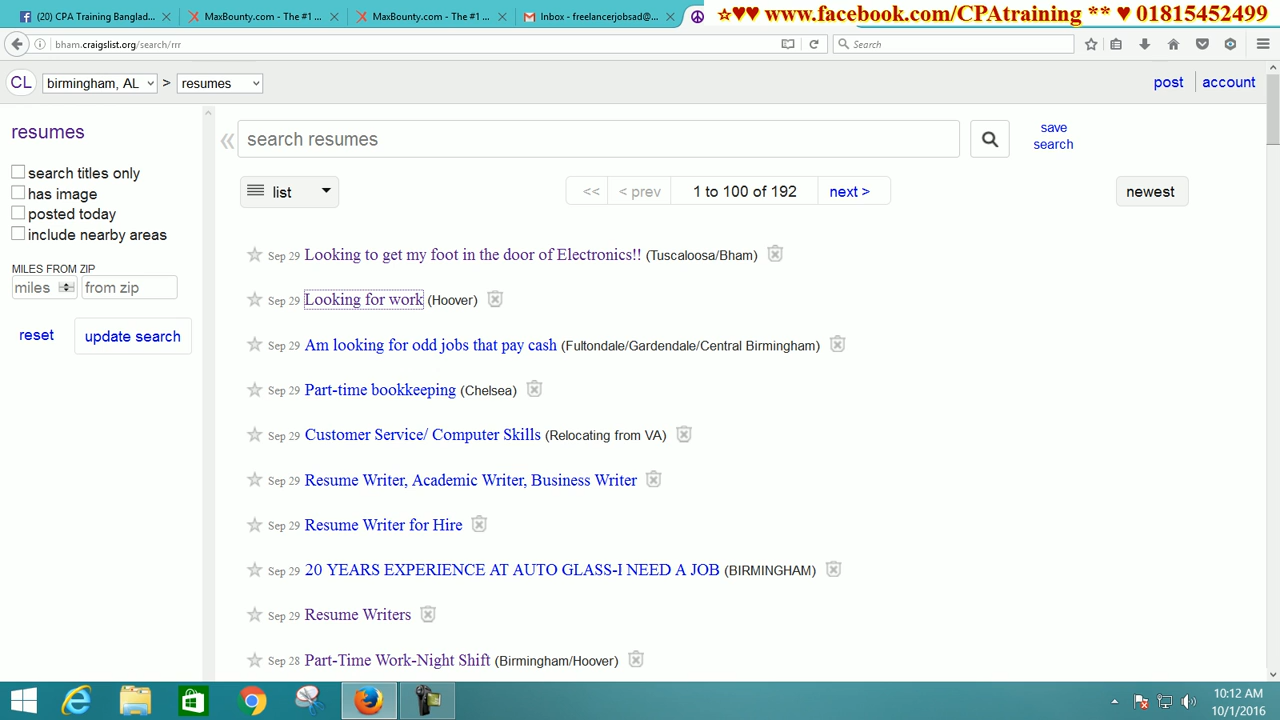 (20) CPA Training Banglad...
MaxBounty.com - The #1 ...
MaxBounty.com - The #1 ...
Inbox - freelancerjobsad@...
☆♥♥ www.facebook.com/CPAtraining ** ♥ 01815452499
bham.craigslist.org/search/rrr
Search
CL
birmingham, AL
>
resumes
post
account
resumes
search titles only
has image
posted today
include nearby areas
MILES FROM ZIP
miles
from zip
reset
update search
search resumes
save
search
list
<<
< prev
1 to 100 of 192
next >
newest
Sep 29 Looking to get my foot in the door of Electronics!! (Tuscaloosa/Bham)
Sep 29 Looking for work (Hoover)
Sep 29 Am looking for odd jobs that pay cash (Fultondale/Gardendale/Central Birmingham)
Sep 29 Part-time bookkeeping (Chelsea)
Sep 29 Customer Service/ Computer Skills (Relocating from VA)
Sep 29 Resume Writer, Academic Writer, Business Writer
Sep 29 Resume Writer for Hire
Sep 29 20 YEARS EXPERIENCE AT AUTO GLASS-I NEED A JOB (BIRMINGHAM)
Sep 29 Resume Writers
Sep 28 Part-Time Work-Night Shift (Birmingham/Hoover)
10:12 AM
10/1/2016